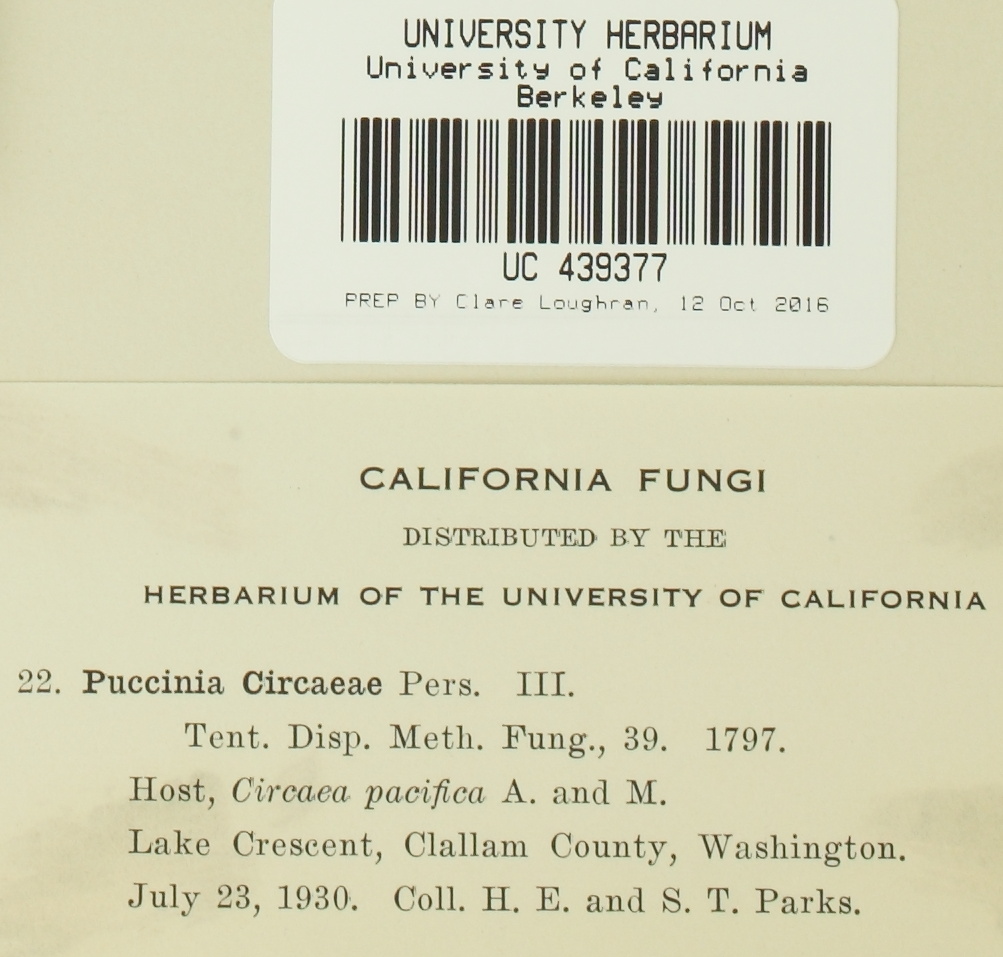 UNIVERSITY HERBARIUM
University of California
Berkeley
UC 439377
PREP BY Clare Loughran, 12 Oct 2016
CALIFORNIA FUNGI
DISTRIBUTED BY THE
HERBARIUM OF THE UNIVERSITY OF CALIFORNIA
22. Puccinia Circaeae Pers. III.
Tent. Disp. Meth. Fung., 39. 1797.
Host, Circaea pacifica A. and M.
Lake Crescent, Clallam County, Washington.
July 23, 1930. Coll. H. E. and S. T. Parks.